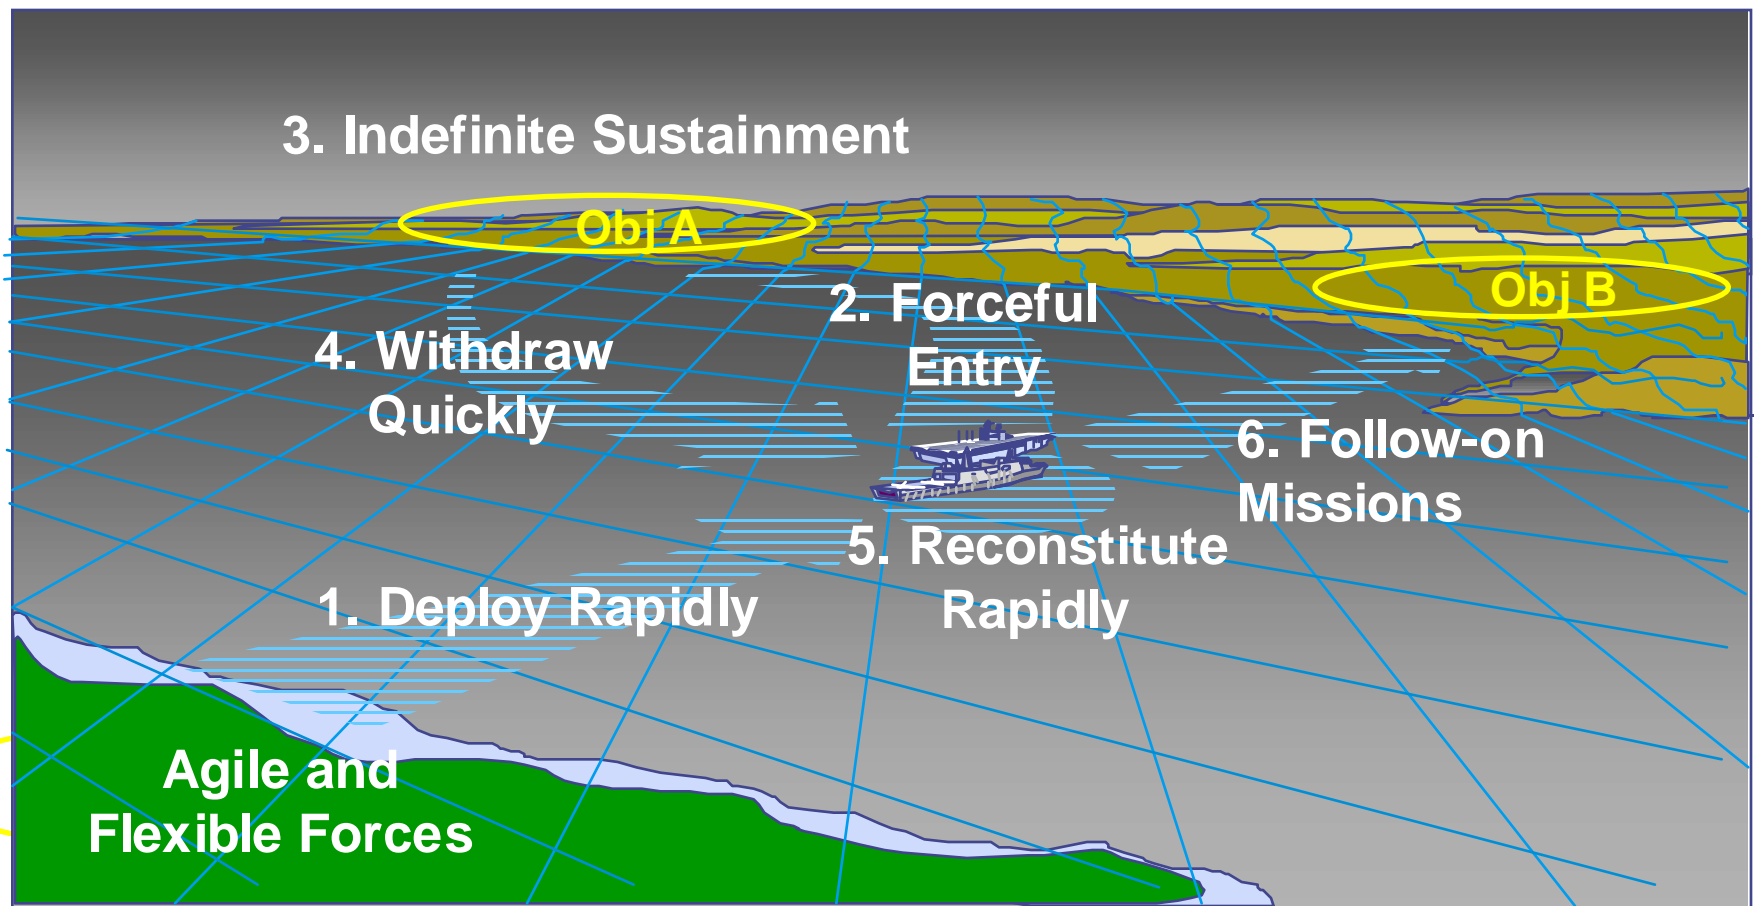 3. Indefinite Sustainment
Obj A
Obj B
2. Forceful
Entry
4. Withdraw
Quickly
6. Follow-on
Missions
5. Reconstitute
Rapidly
1. Deploy Rapidly
Agile and
Flexible Forces